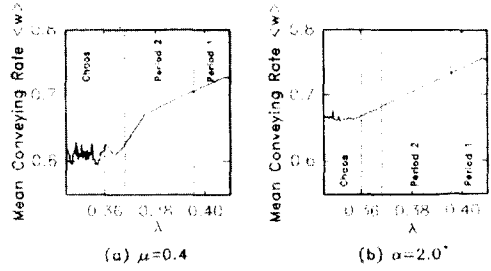 0.8
0.7
0.6
Mean Conveying Rate <w>
Chaos
Period 2
Period 1
0.36 0.38 0.40
λ
(a) μ=0.4
0.8
0.7
0.6
Mean Conveying Rate <w>
Chaos
Period 2
Period 1
0.36 0.38 0.40
λ
(b) α=2.0°